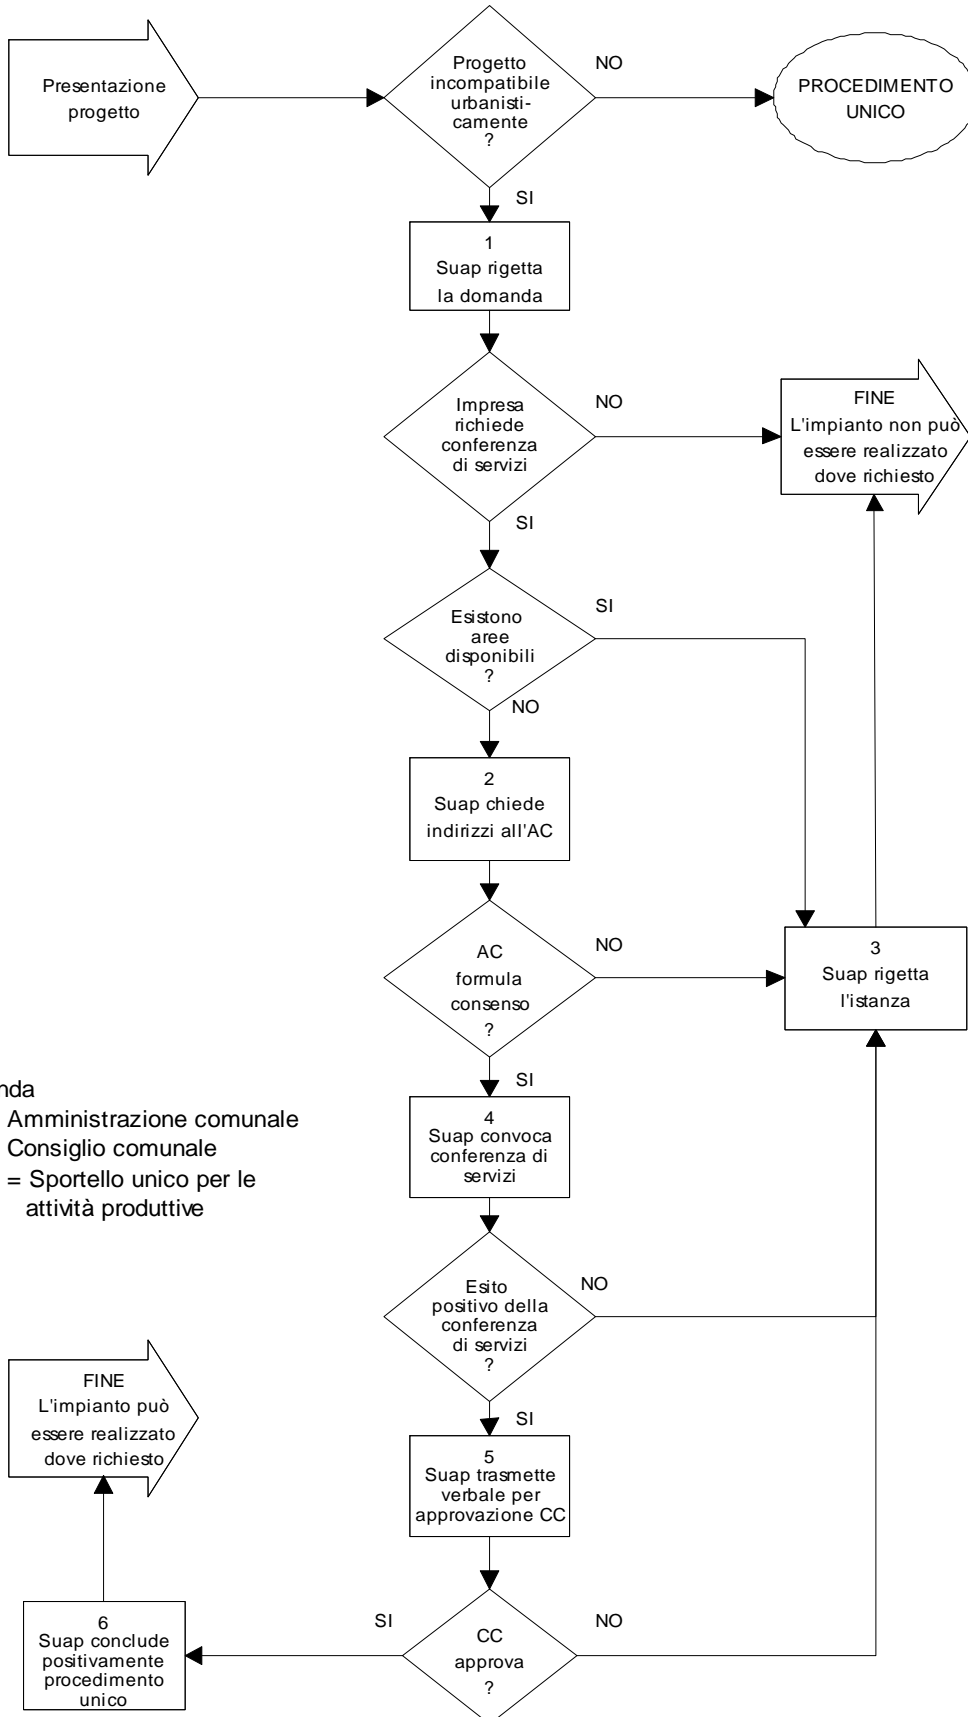 Presentazione
progetto
Progetto
incompatibile
urbanisti-
camente
?
NO
PROCEDIMENTO
UNICO
SI
1
Suap rigetta
la domanda
Impresa
richiede
conferenza
di servizi
NO
FINE
L'impianto non può
essere realizzato
dove richiesto
SI
Esistono
aree
disponibili
?
SI
NO
2
Suap chiede
indirizzi all'AC
AC
formula
consenso
?
NO
3
Suap rigetta
l'istanza
SI
nda
Amministrazione comunale
Consiglio comunale
= Sportello unico per le
attività produttive
4
Suap convoca
conferenza di
servizi
Esito
positivo della
conferenza
di servizi
?
NO
SI
FINE
L'impianto può
essere realizzato
dove richiesto
5
Suap trasmette
verbale per
approvazione CC
6
Suap conclude
positivamente
procedimento
unico
SI
CC
approva
?
NO